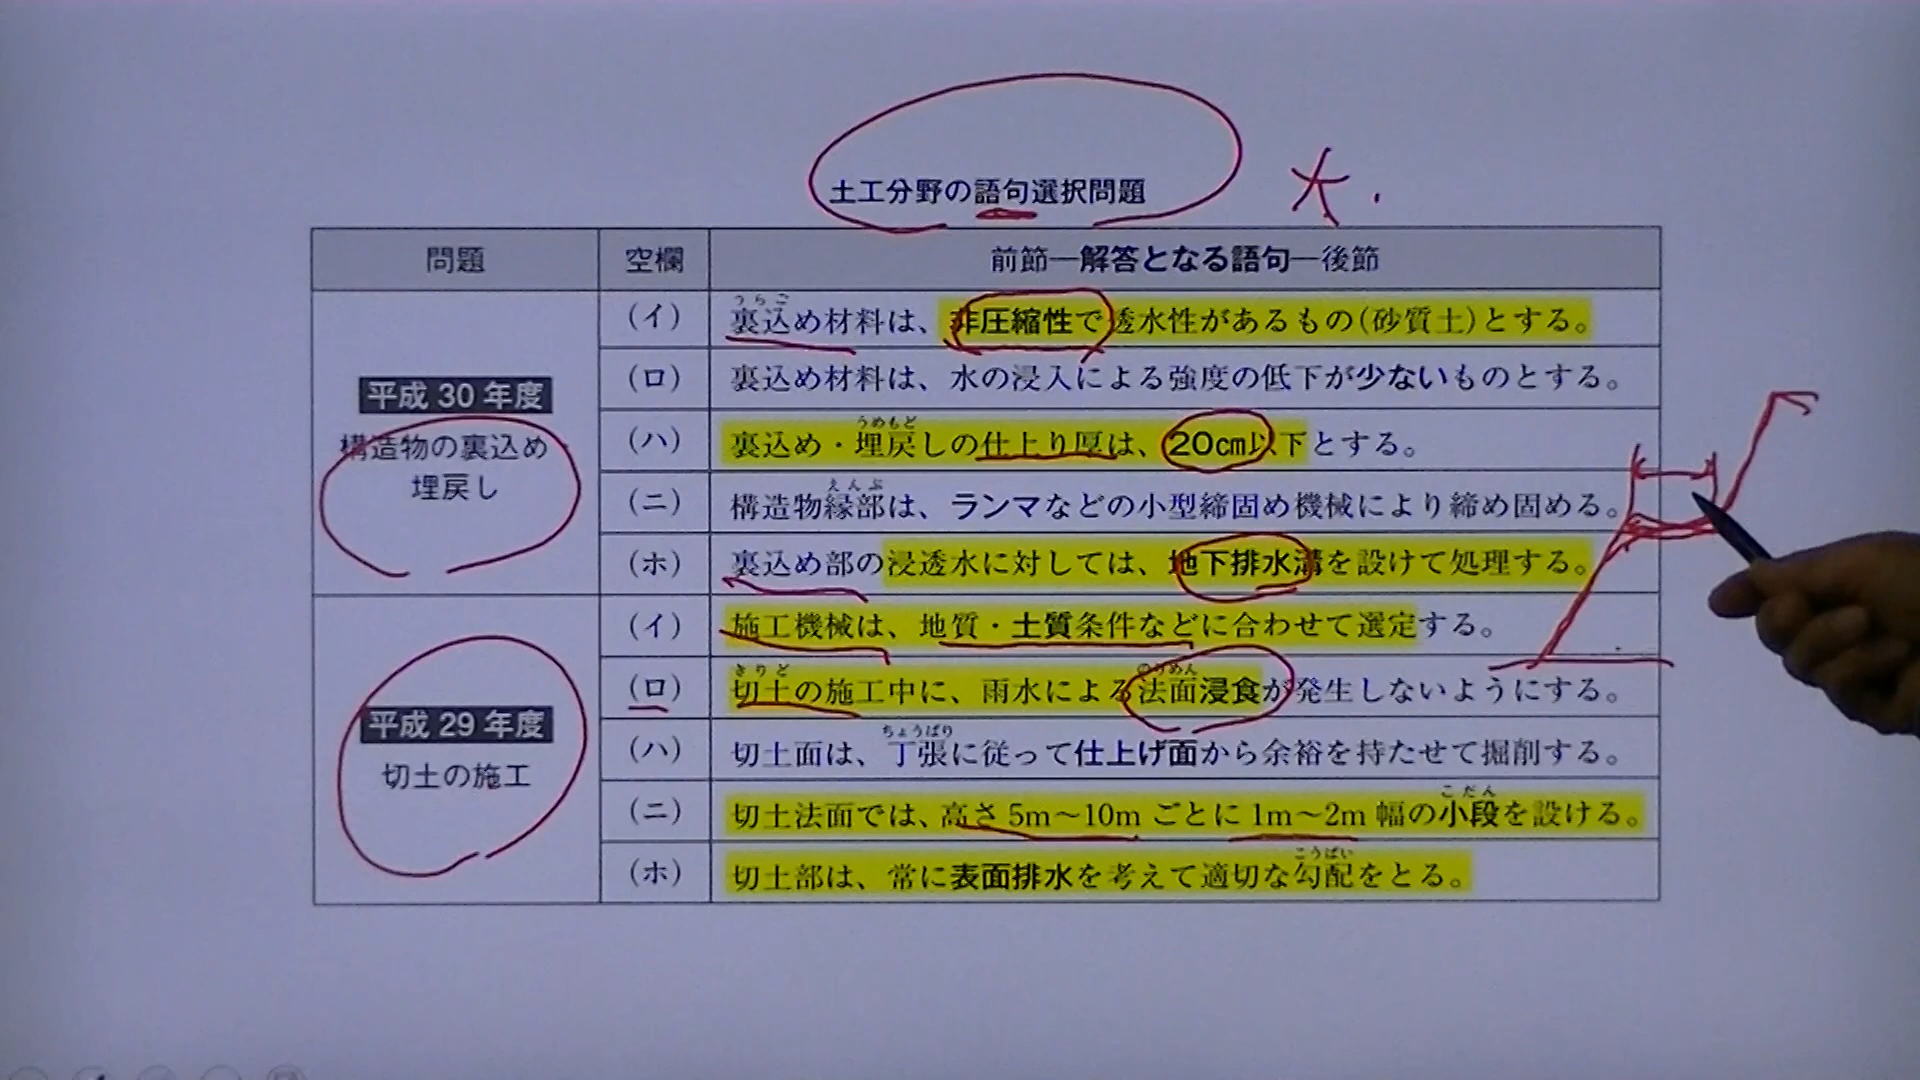 土工分野の語句選択問題
大.
問題 空欄 前節―解答となる語句―後節
平成30年度
構造物の裏込め・
埋戻し
(イ) 裏込め材料は、非圧縮性で透水性があるもの(砂質土)とする。
うらご
(ロ) 裏込め材料は、水の浸入による強度の低下が少ないものとする。
(ハ) 裏込め・埋戻しの仕上り厚は、20cm以下とする。
うめもど
(ニ) 構造物縁部は、ランマなどの小型締固め機械により締め固める。
えんぶ
(ホ) 裏込め部の浸透水に対しては、地下排水溝を設けて処理する。
平成29年度
切土の施工
(イ) 施工機械は、地質・土質条件などに合わせて選定する。
(ロ) 切土の施工中に、雨水による法面浸食が発生しないようにする。
きりど のりめん
(ハ) 切土面は、丁張に従って仕上げ面から余裕を持たせて掘削する。
ちょうばり
(ニ) 切土法面では、高さ5m～10mごとに1m～2m幅の小段を設ける。
こだん
(ホ) 切土部は、常に表面排水を考えて適切な勾配をとる。
こうばい